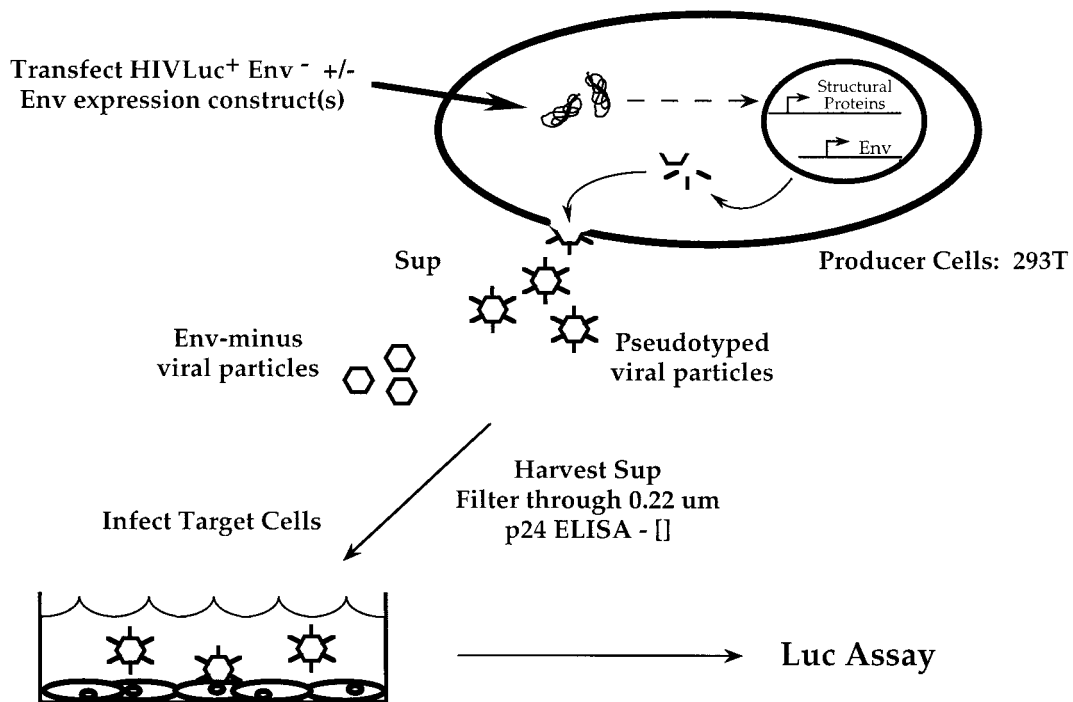 Transfect HIVLuc+ Env - +/-
Env expression construct(s)
Structural
Proteins
Env
Sup
Producer Cells: 293T
Env-minus
viral particles
Pseudotyped
viral particles
Harvest Sup
Filter through 0.22 um
p24 ELISA - []
Infect Target Cells
Luc Assay